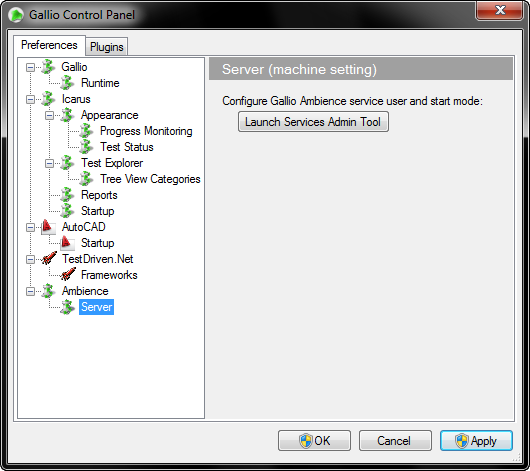 Gallio Control Panel
Preferences
Plugins
Gallio
Runtime
Icarus
Appearance
Progress Monitoring
Test Status
Test Explorer
Tree View Categories
Reports
Startup
AutoCAD
Startup
TestDriven.Net
Frameworks
Ambience
Server
Server (machine setting)
Configure Gallio Ambience service user and start mode:
Launch Services Admin Tool
OK
Cancel
Apply